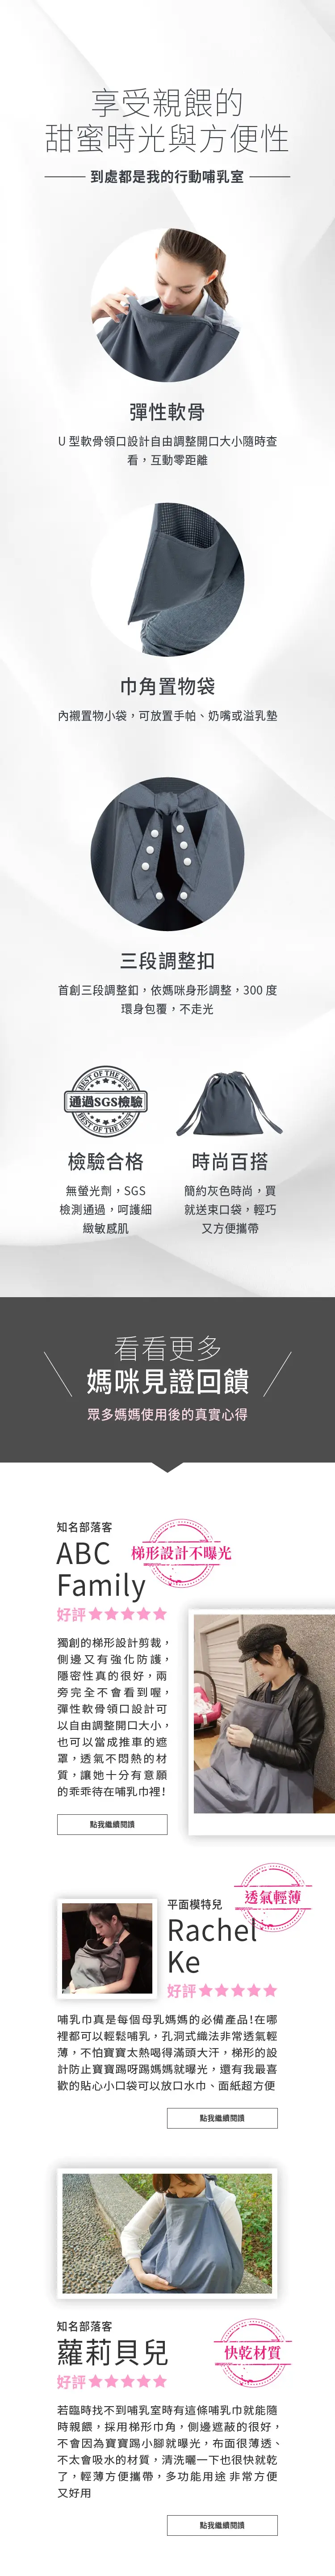 享受親餵的
甜蜜時光與方便性
到處都是我的行動哺乳室
彈性軟骨
U 型軟骨領口設計自由調整開口大小隨時查
看，互動零距離
巾角置物袋
內襯置物小袋，可放置手帕、奶嘴或溢乳墊
三段調整扣
首創三段調整釦，依媽咪身形調整，300 度
環身包覆，不走光
BEST OF THE BEST
通過SGS檢驗
BEST OF THE BEST
檢驗合格
無螢光劑，SGS
檢測通過，呵護細
緻敏感肌
時尚百搭
簡約灰色時尚，買
就送束口袋，輕巧
又方便攜帶
看看更多
媽咪見證回饋
眾多媽媽使用後的真實心得
知名部落客
ABC
Family
梯形設計不曝光
好評★★★★★
獨創的梯形設計剪裁，
側邊又有強化防護，
隱密性真的很好，兩
旁完全不會看到喔，
彈性軟骨領口設計可
以自由調整開口大小，
也可以當成推車的遮
罩，透氣不悶熱的材
質，讓她十分有意願
的乖乖待在哺乳巾裡！
點我繼續閱讀
透氣輕薄
平面模特兒
Rachel
Ke
好評★★★★★
哺乳巾真是每個母乳媽媽的必備產品！在哪
裡都可以輕鬆哺乳，孔洞式織法非常透氣輕
薄，不怕寶寶太熱喝得滿頭大汗，梯形的設
計防止寶寶踢呀踢媽媽就曝光，還有我最喜
歡的貼心小口袋可以放口水巾、面紙超方便
點我繼續閱讀
知名部落客
蘿莉貝兒
快乾材質
好評★★★★★
若臨時找不到哺乳室時有這條哺乳巾就能隨
時親餵，採用梯形巾角，側邊遮蔽的很好，
不會因為寶寶踢小腳就曝光，布面很薄透、
不太會吸水的材質，清洗曬一下也很快就乾
了，輕薄方便攜帶，多功能用途 非常方便
又好用
點我繼續閱讀